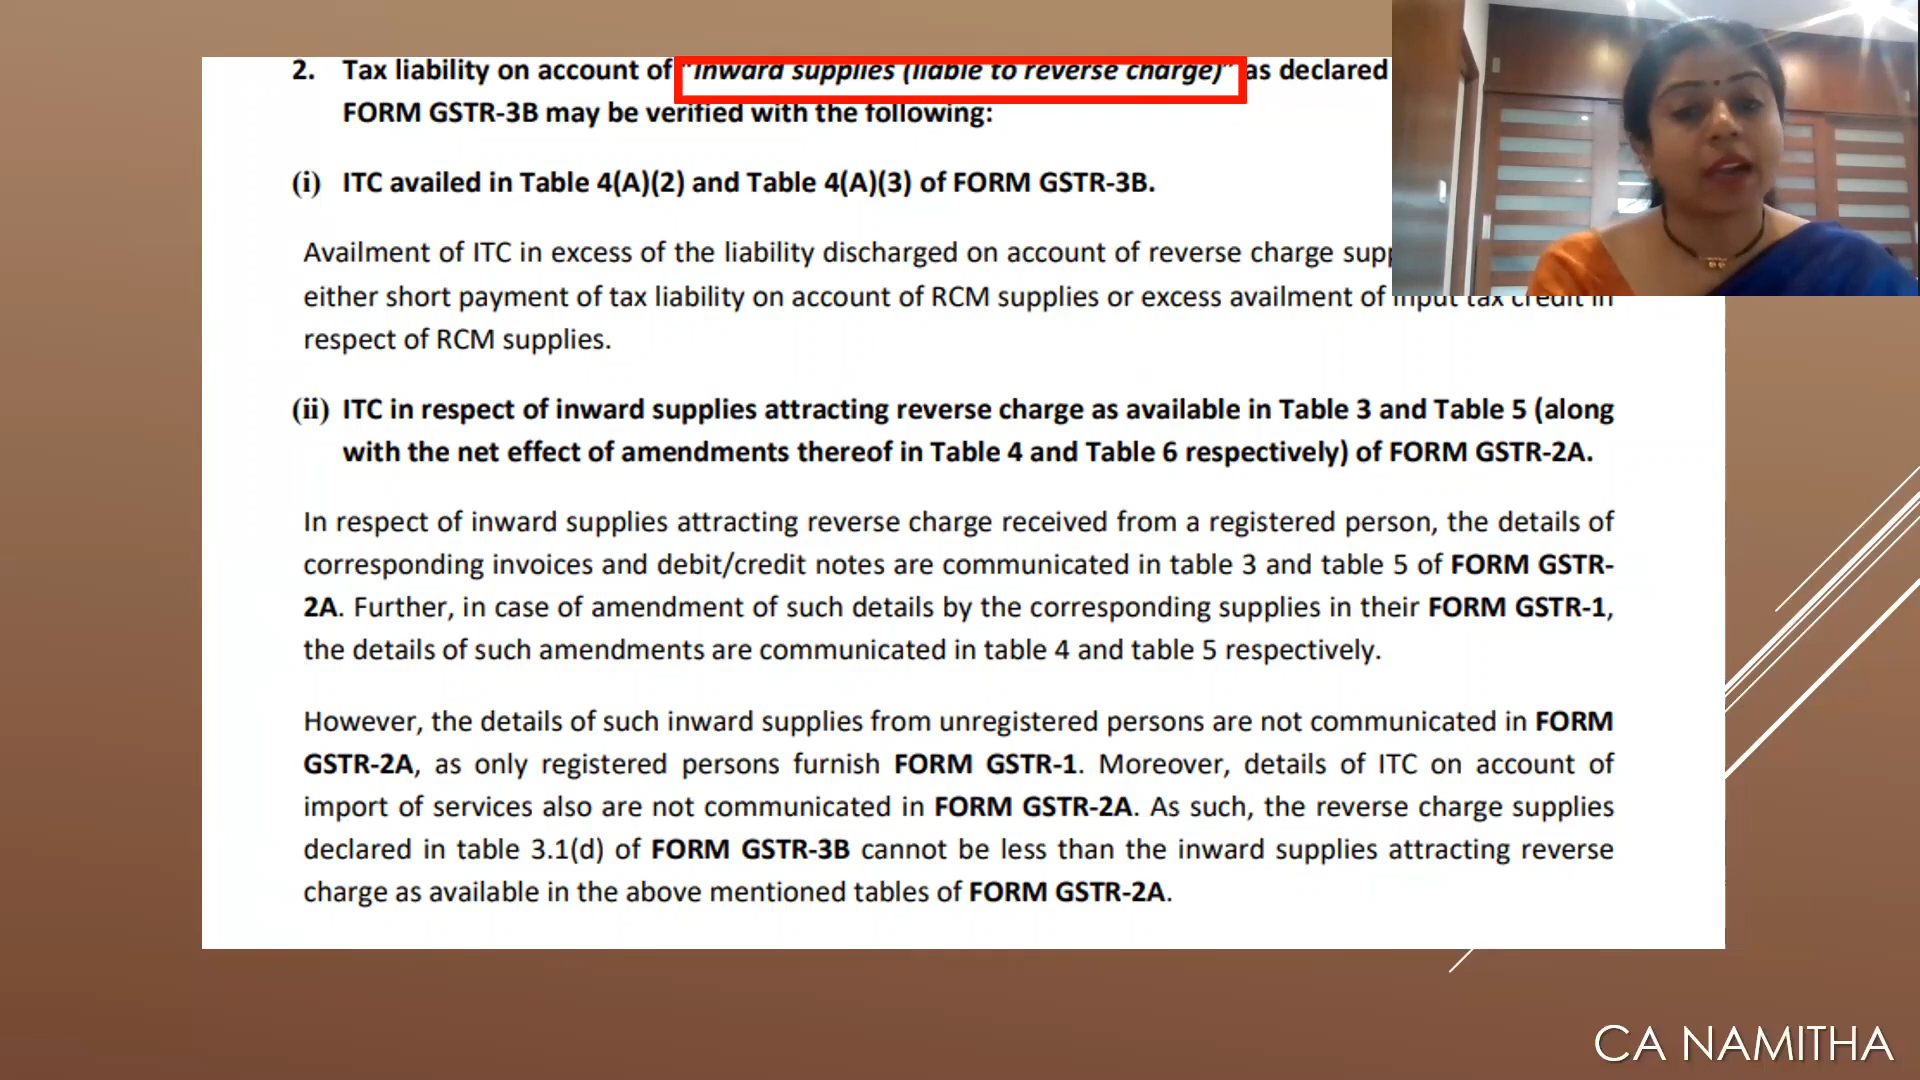 2. Tax liability on account of "inward supplies (liable to reverse charge)" as declared
FORM GSTR-3B may be verified with the following:
(i) ITC availed in Table 4(A)(2) and Table 4(A)(3) of FORM GSTR-3B.
Availment of ITC in excess of the liability discharged on account of reverse charge
either short payment of tax liability on account of RCM supplies or excess availment of input tax credit in
respect of RCM supplies.
(ii) ITC in respect of inward supplies attracting reverse charge as available in Table 3 and Table 5 (along
with the net effect of amendments thereof in Table 4 and Table 6 respectively) of FORM GSTR-2A.
In respect of inward supplies attracting reverse charge received from a registered person, the details of
corresponding invoices and debit/credit notes are communicated in table 3 and table 5 of FORM GSTR-
2A. Further, in case of amendment of such details by the corresponding supplies in their FORM GSTR-1,
the details of such amendments are communicated in table 4 and table 5 respectively.
However, the details of such inward supplies from unregistered persons are not communicated in FORM
GSTR-2A, as only registered persons furnish FORM GSTR-1. Moreover, details of ITC on account of
import of services also are not communicated in FORM GSTR-2A. As such, the reverse charge supplies
declared in table 3.1(d) of FORM GSTR-3B cannot be less than the inward supplies attracting reverse
charge as available in the above mentioned tables of FORM GSTR-2A.
CA NAMITHA